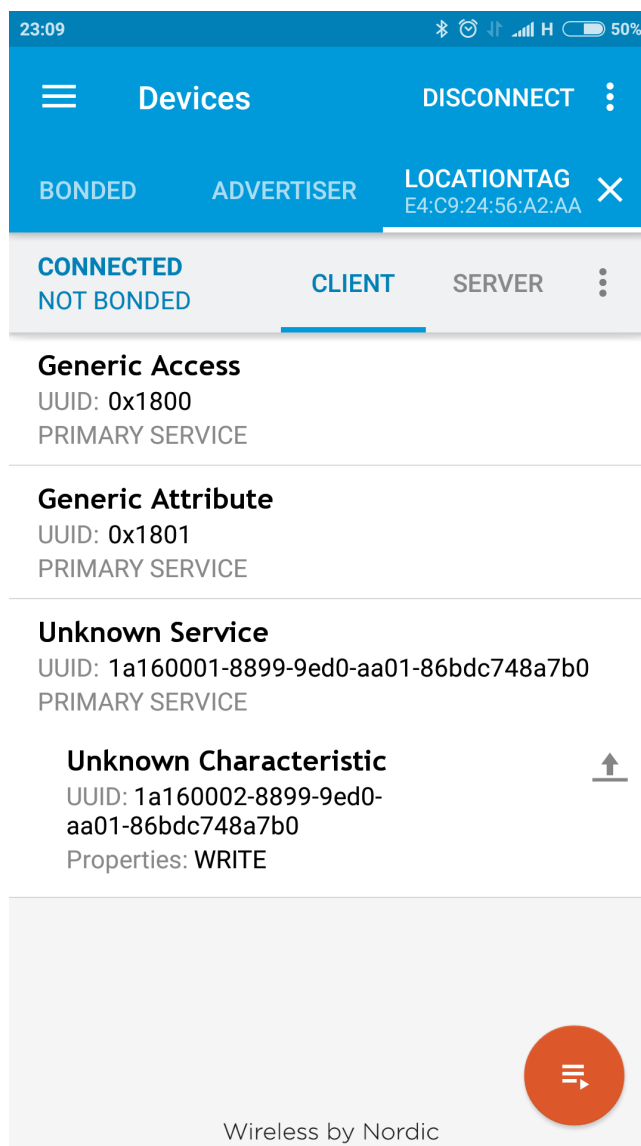 23:09 H 50%
Devices DISCONNECT
BONDED ADVERTISER LOCATIONTAG
E4:C9:24:56:A2:AA
CONNECTED
NOT BONDED CLIENT SERVER
Generic Access
UUID: 0x1800
PRIMARY SERVICE
Generic Attribute
UUID: 0x1801
PRIMARY SERVICE
Unknown Service
UUID: 1a160001-8899-9ed0-aa01-86bdc748a7b0
PRIMARY SERVICE
Unknown Characteristic
UUID: 1a160002-8899-9ed0-
aa01-86bdc748a7b0
Properties: WRITE
Wireless by Nordic